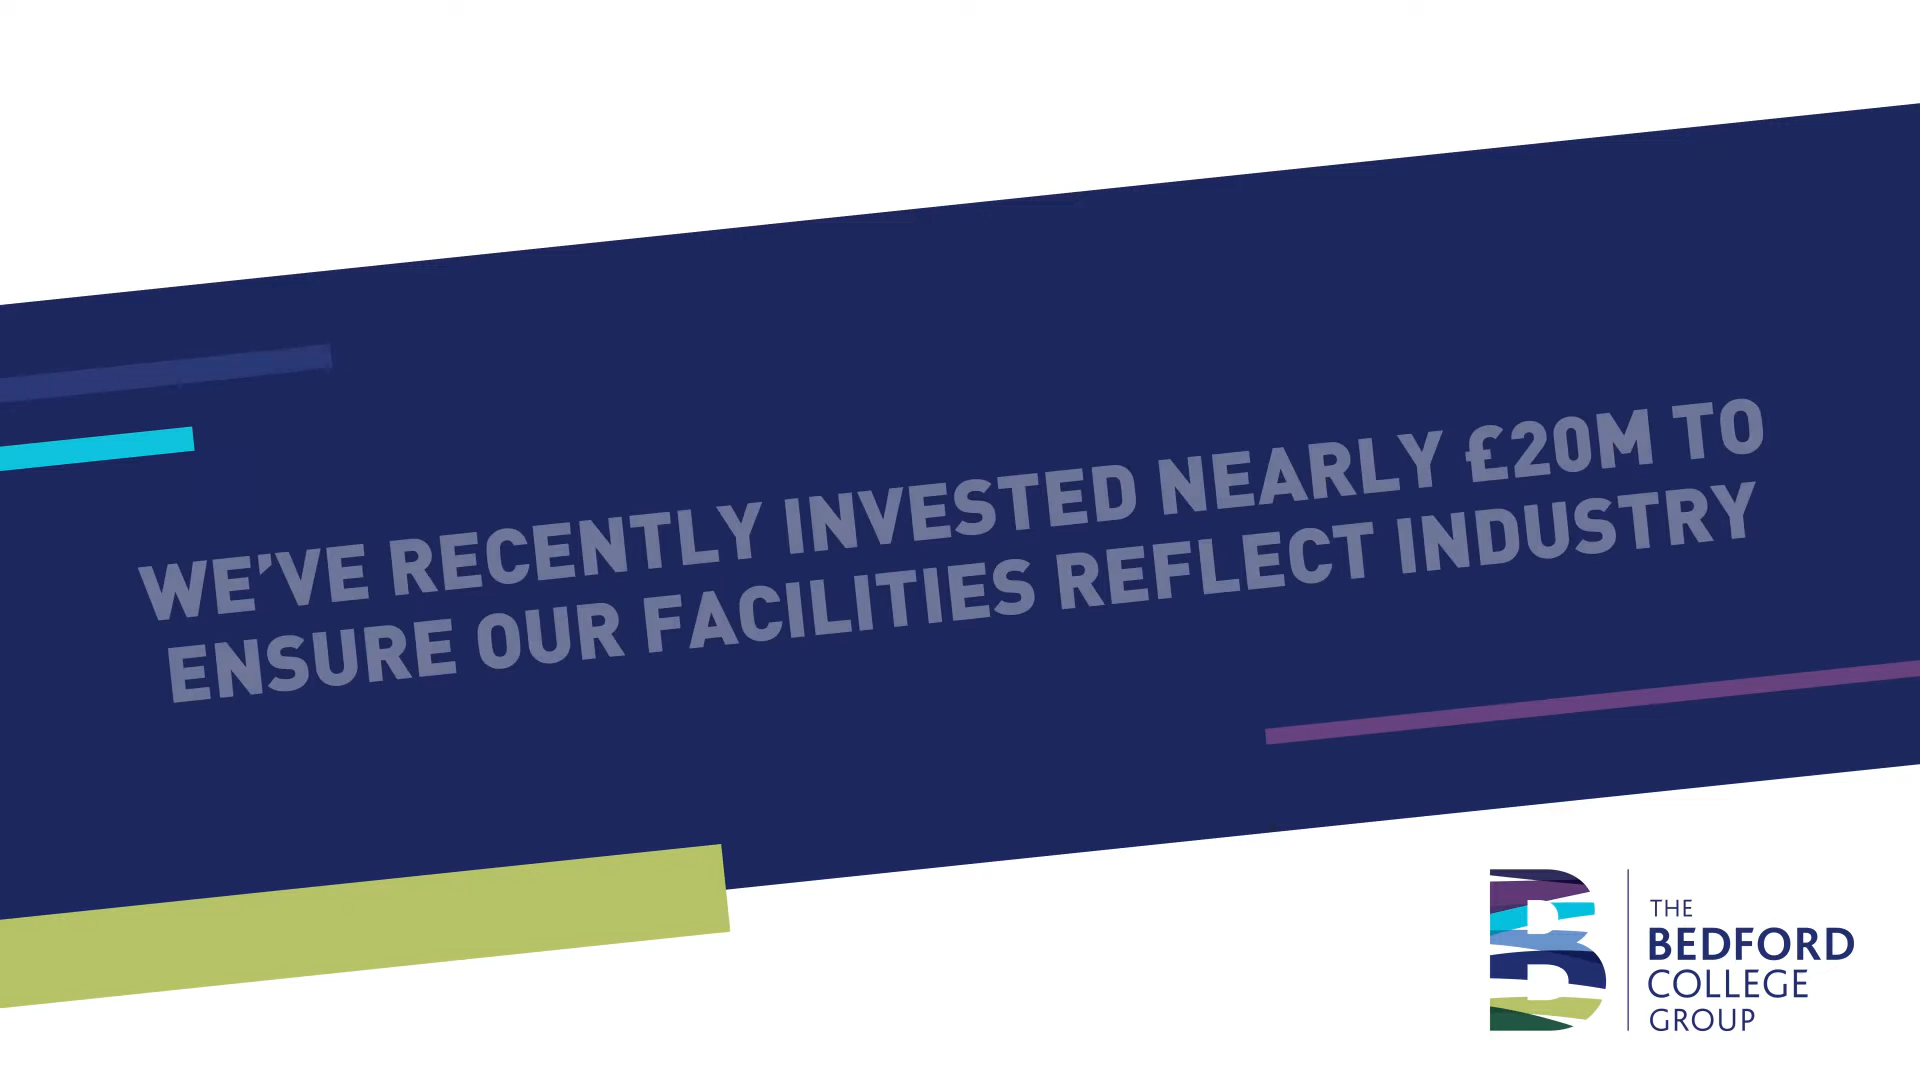 WE'VE RECENTLY INVESTED NEARLY £20M TO
ENSURE OUR FACILITIES REFLECT INDUSTRY
THE
BEDFORD
COLLEGE
GROUP